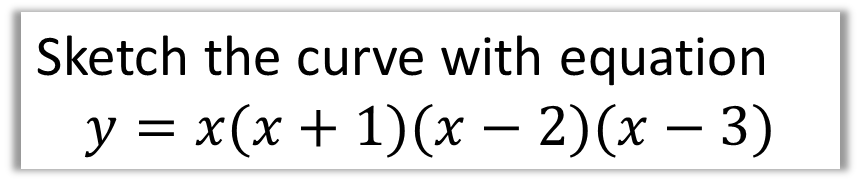 Sketch the curve with equation
𝑦 = 𝑥(𝑥 + 1)(𝑥 − 2)(𝑥 − 3)